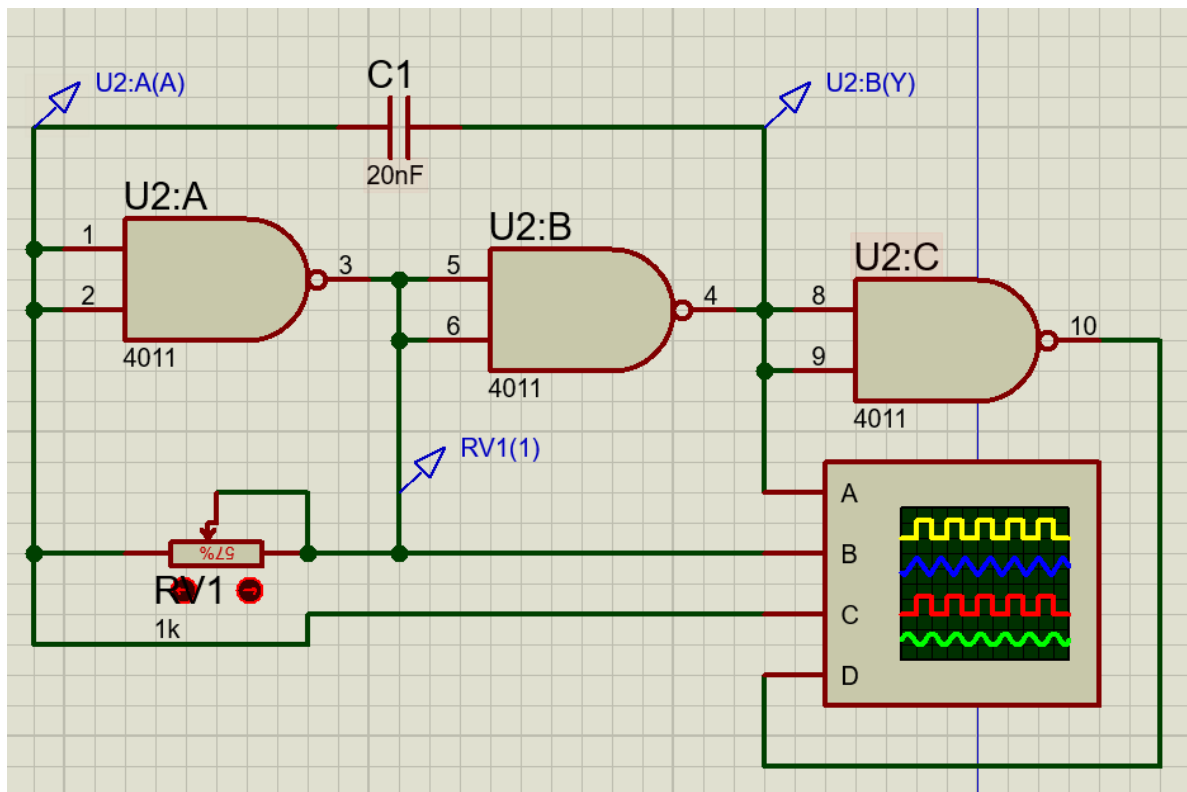 U2:A(A)
C1
U2:B(Y)
20nF
U2:A
U2:B
U2:C
1
2
3
5
6
4
8
9
10
4011
4011
4011
RV1(1)
57%
RV1
1k
A
B
C
D